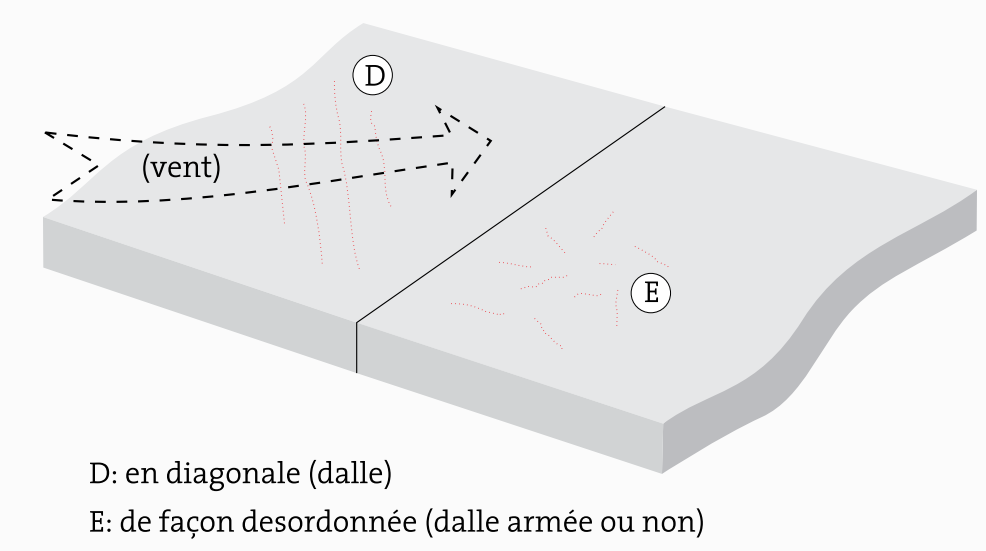 D
(vent)
E
D: en diagonale (dalle)
E: de façon desordonnée (dalle armée ou non)